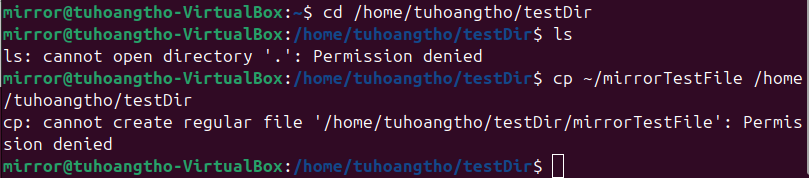 mirror@tuhoangtho-VirtualBox:~$ cd /home/tuhoangtho/testDir
mirror@tuhoangtho-VirtualBox:/home/tuhoangtho/testDir$ ls
ls: cannot open directory '.': Permission denied
mirror@tuhoangtho-VirtualBox:/home/tuhoangtho/testDir$ cp ~/mirrorTestFile /home
/tuhoangtho/testDir
cp: cannot create regular file '/home/tuhoangtho/testDir/mirrorTestFile': Permis
sion denied
mirror@tuhoangtho-VirtualBox:/home/tuhoangtho/testDir$